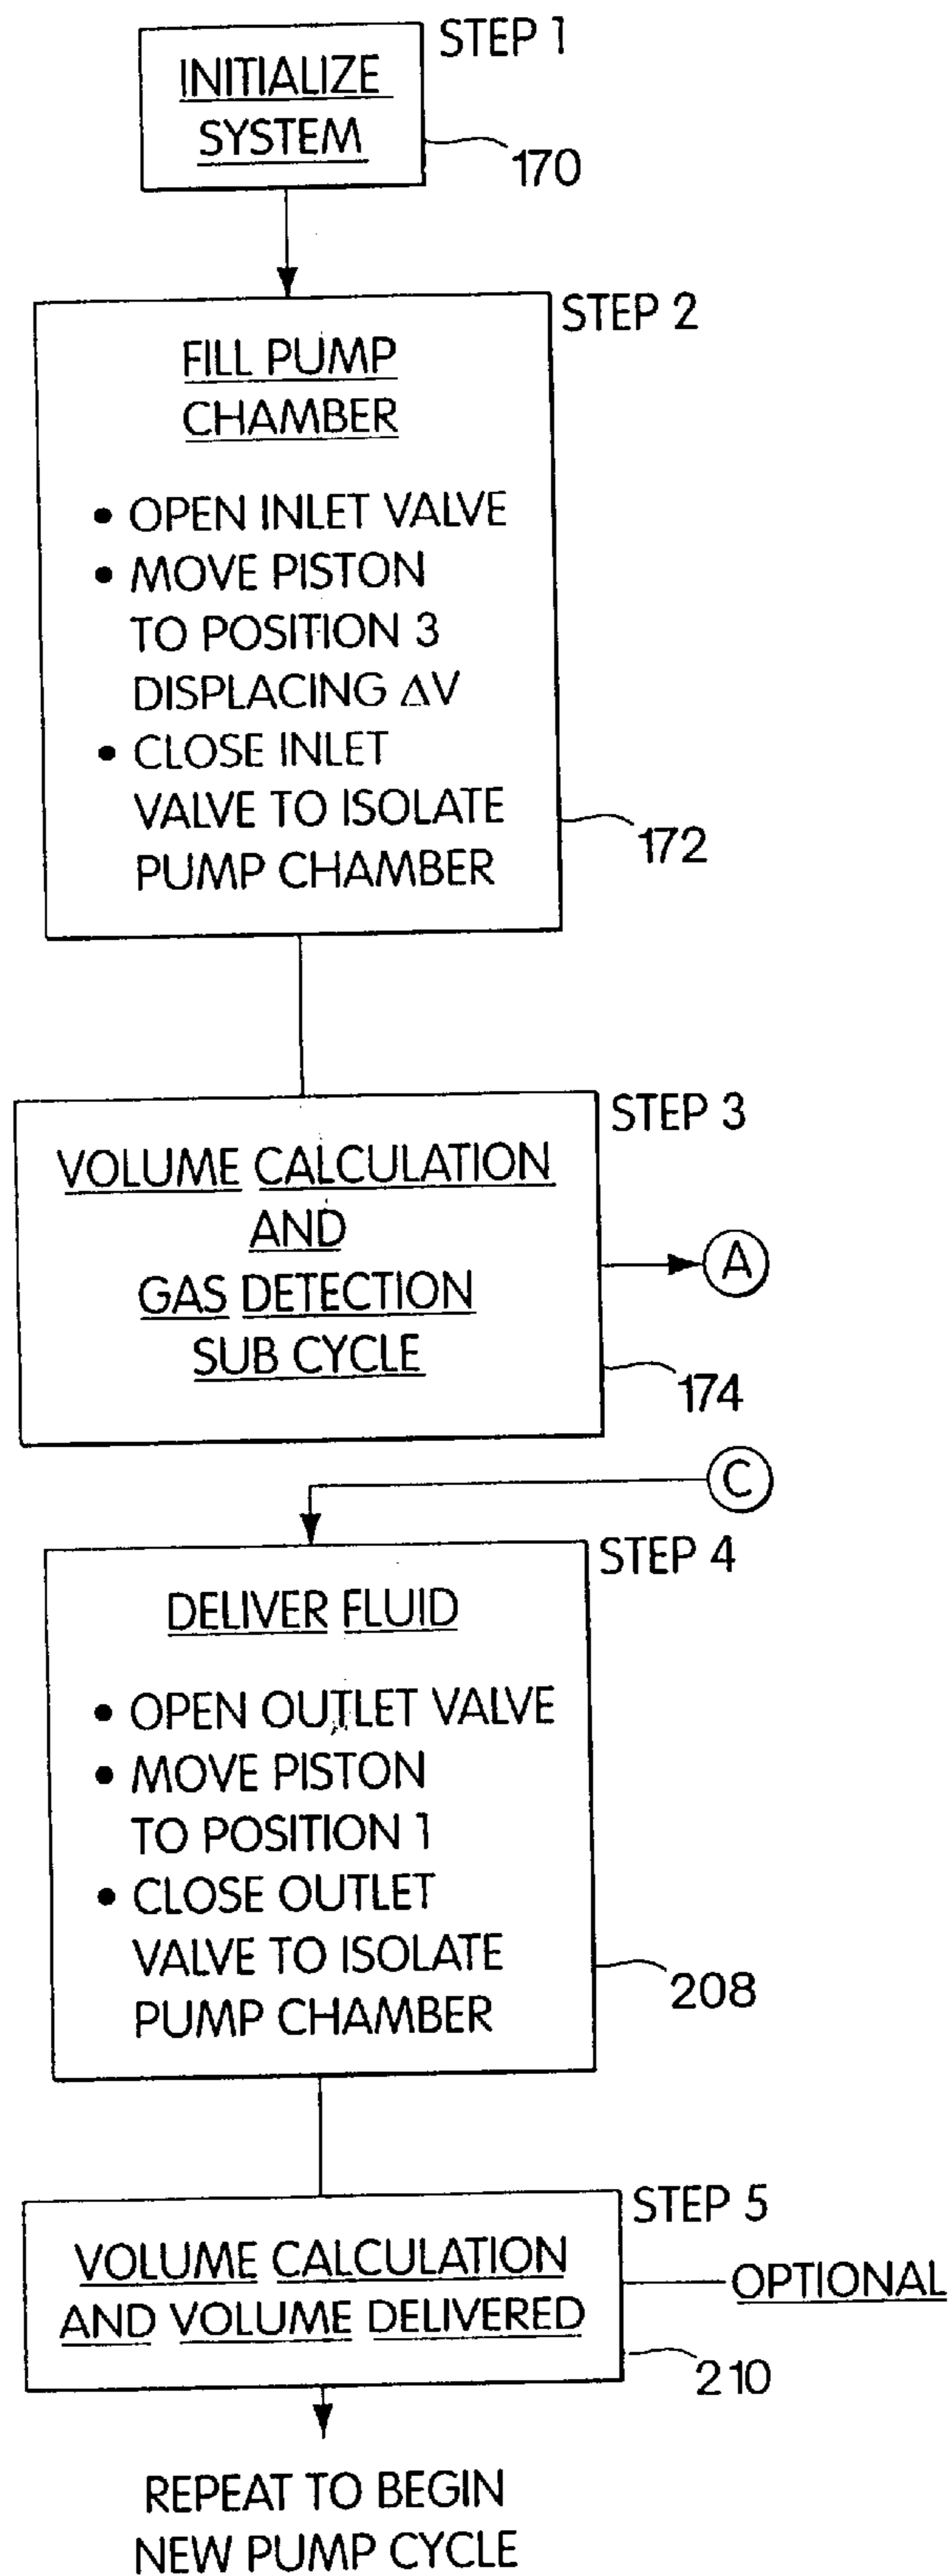 STEP 1
INITIALIZE
SYSTEM
170
STEP 2
FILL PUMP
CHAMBER
• OPEN INLET VALVE
• MOVE PISTON
TO POSITION 3
DISPLACING ΔV
• CLOSE INLET
VALVE TO ISOLATE
PUMP CHAMBER
172
STEP 3
VOLUME CALCULATION
AND
GAS DETECTION
SUB CYCLE
A
174
C
STEP 4
DELIVER FLUID
• OPEN OUTLET VALVE
• MOVE PISTON
TO POSITION 1
• CLOSE OUTLET
VALVE TO ISOLATE
PUMP CHAMBER
208
STEP 5
VOLUME CALCULATION
AND VOLUME DELIVERED
OPTIONAL
210
REPEAT TO BEGIN
NEW PUMP CYCLE